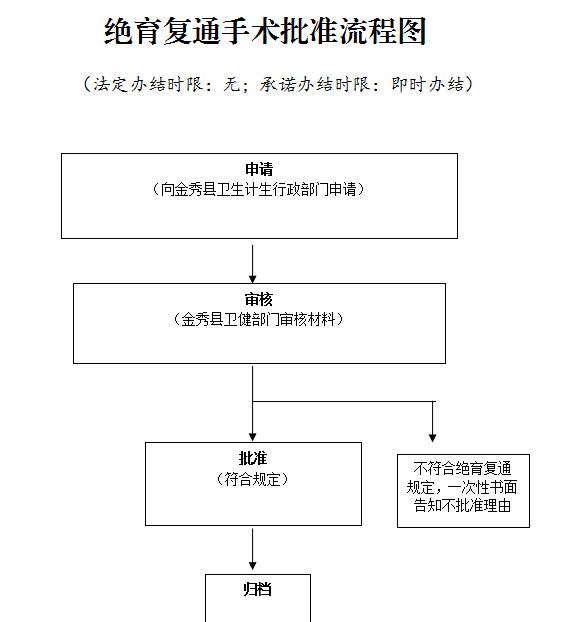 绝育复通手术批准流程图
（法定办结时限：无；承诺办结时限：即时办结）
申请
（向金秀县卫生计生行政部门申请）
审核
（金秀县卫健部门审核材料）
批准
（符合规定）
不符合绝育复通
规定，一次性书面
告知不批准理由
归档